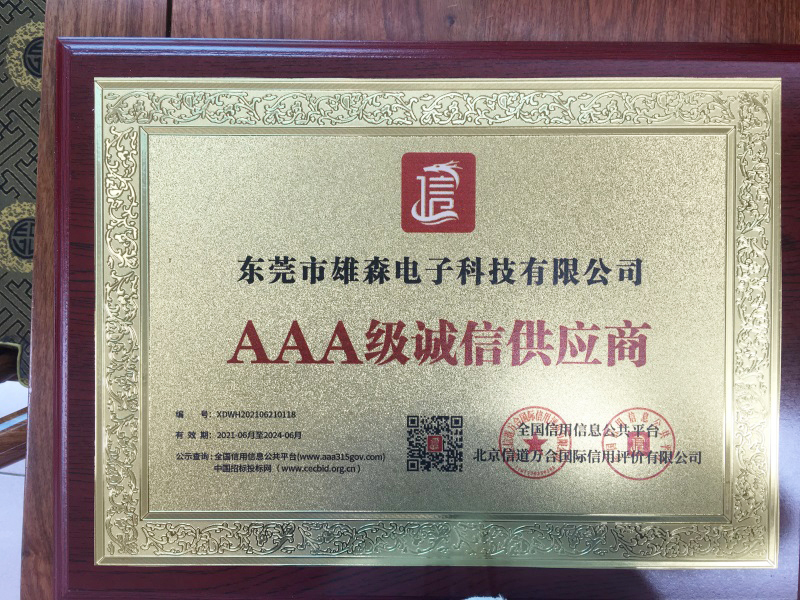 信
东莞市雄森电子科技有限公司
AAA级诚信供应商
编 号：XDWH202106210118
有 效 期：2021-06月至2024-06月
公示查询：全国信用信息公共平台(www.aaa315gov.com)
中国招标投标网（www.cecbid.org.cn）
全国信用信息公共平台
北京信道万合国际信用评价有限公司